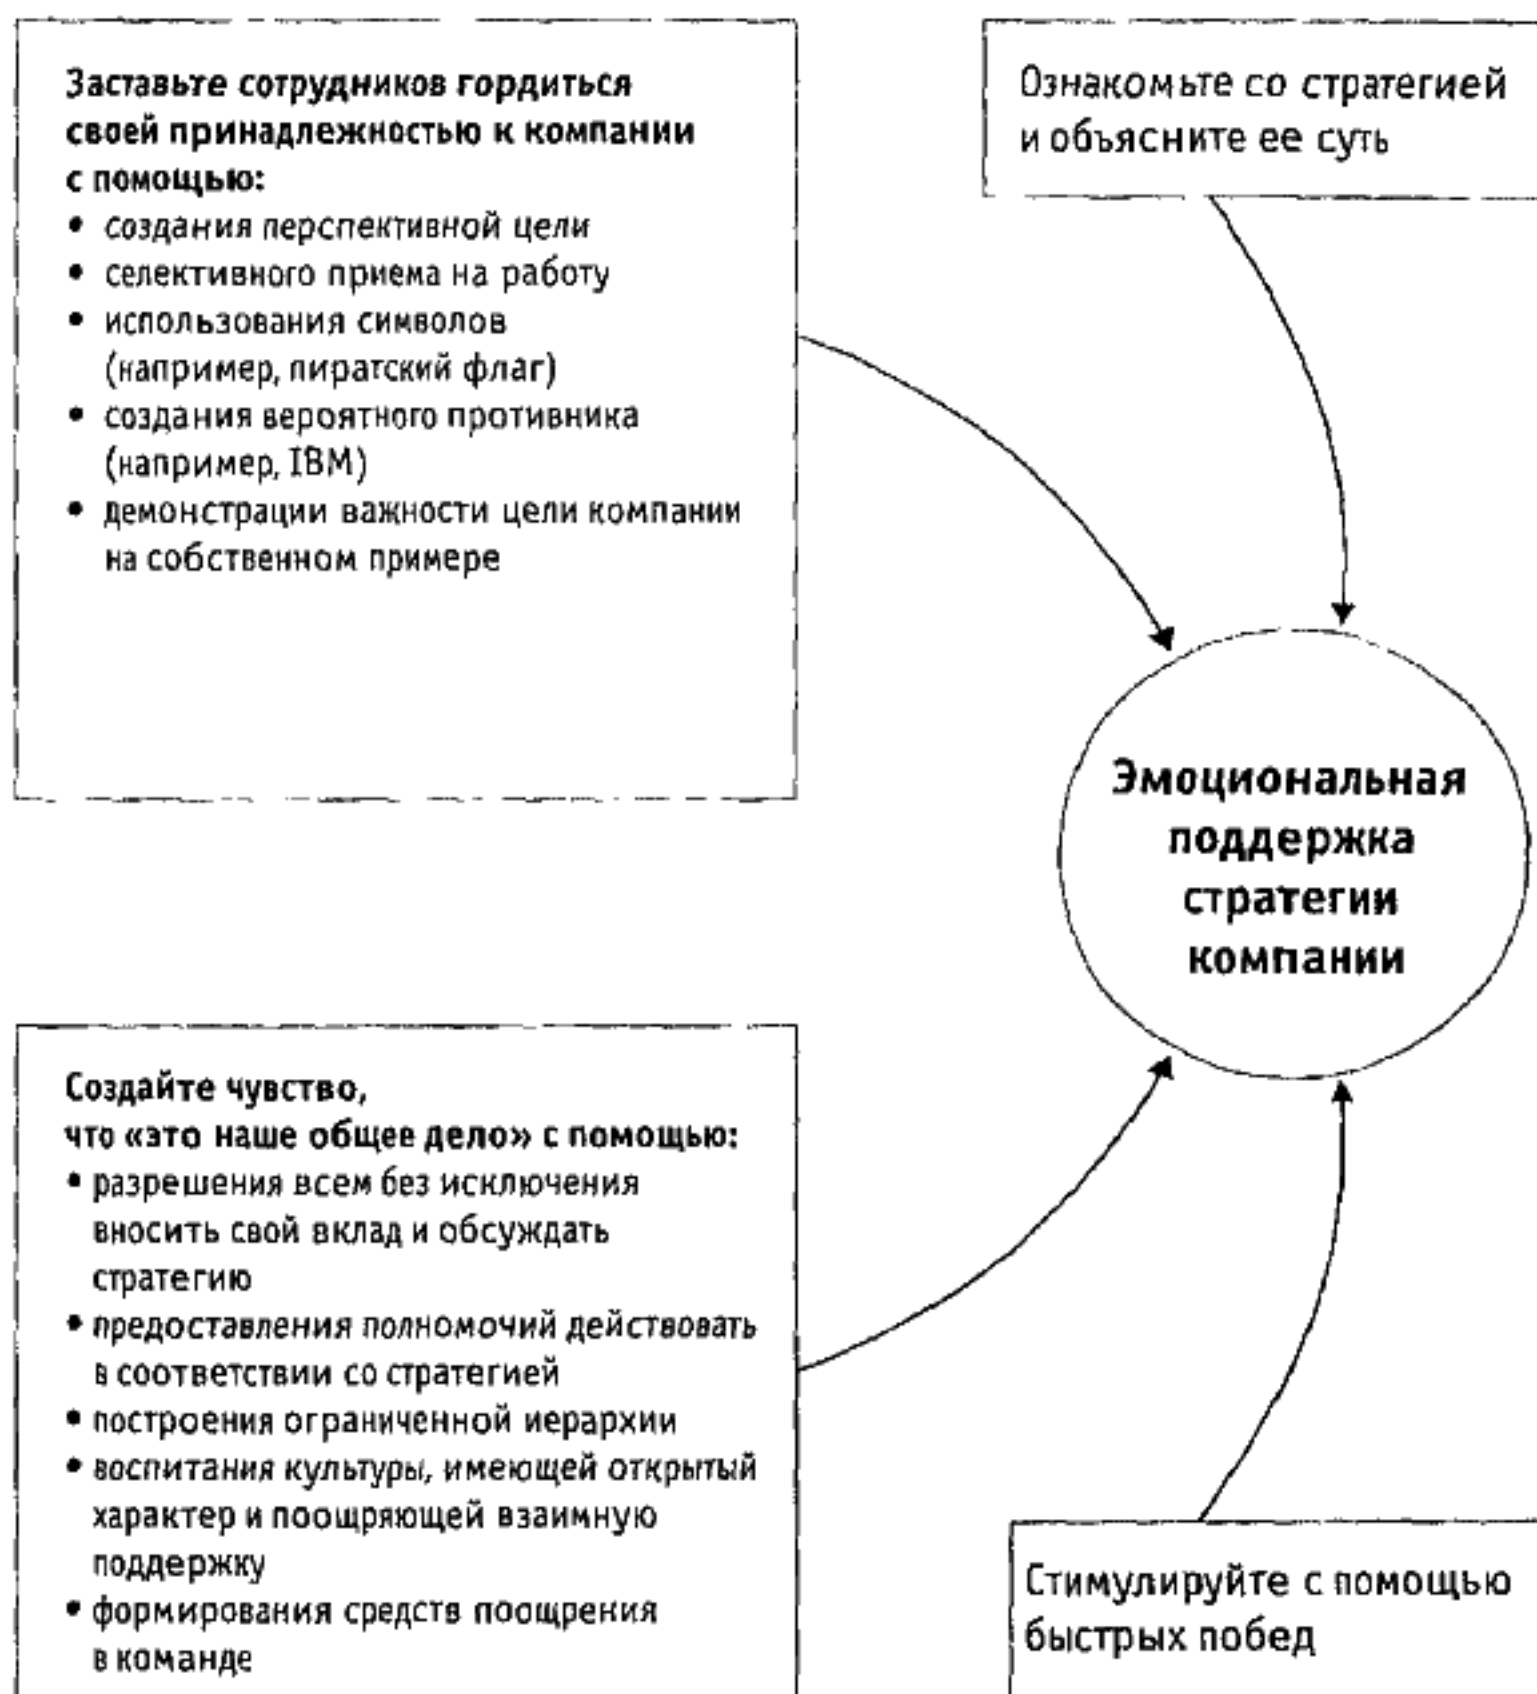 Заставьте сотрудников гордиться
своей принадлежностью к компании
с помощью:
• создания перспективной цели
• селективного приема на работу
• использования символов
(например, пиратский флаг)
• создания вероятного противника
(например, IBM)
• демонстрации важности цели компании
на собственном примере
Ознакомьте со стратегией
и объясните ее суть
Эмоциональная
поддержка
стратегии
компании
Создайте чувство,
что «это наше общее дело» с помощью:
• разрешения всем без исключения
вносить свой вклад и обсуждать
стратегию
• предоставления полномочий действовать
в соответствии со стратегией
• построения ограниченной иерархии
• воспитания культуры, имеющей открытый
характер и поощряющей взаимную
поддержку
• формирования средств поощрения
в команде
Стимулируйте с помощью
быстрых побед